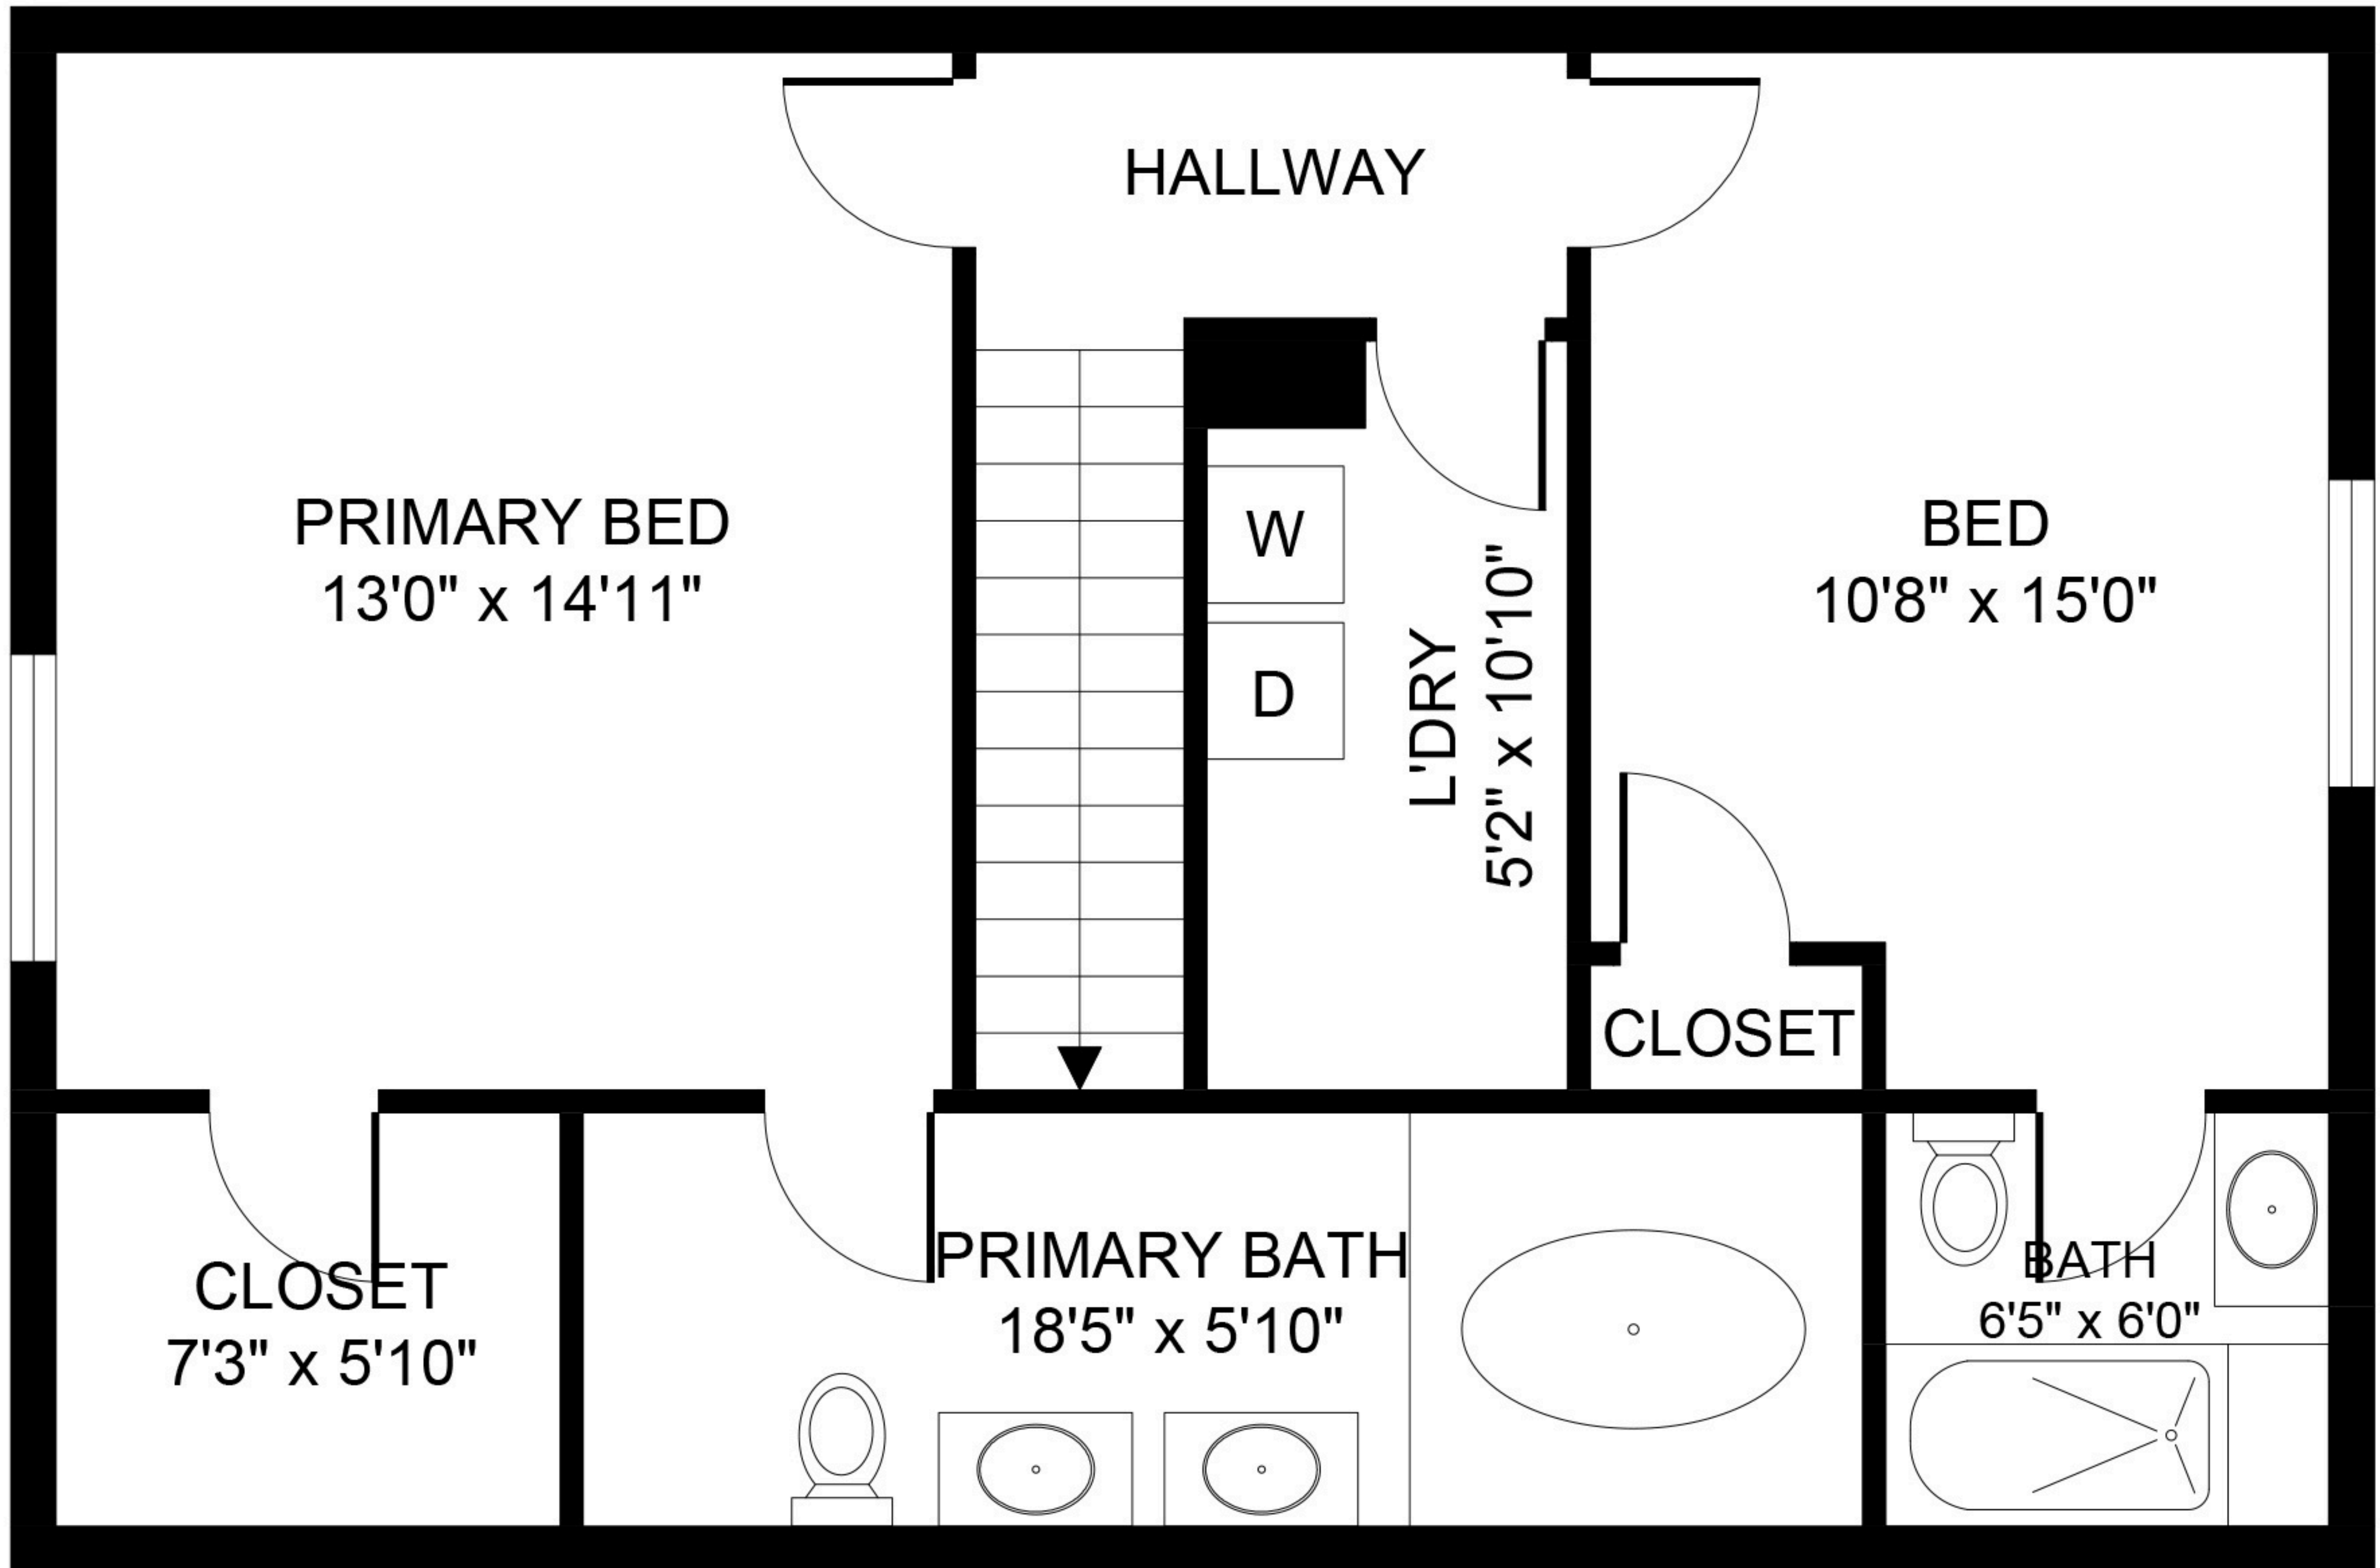 HALLWAY
PRIMARY BED
13'0" x 14'11"
W
D
L'DRY
5'2" x 10'10"
BED
10'8" x 15'0"
CLOSET
CLOSET
7'3" x 5'10"
PRIMARY BATH
18'5" x 5'10"
BATH
6'5" x 6'0"